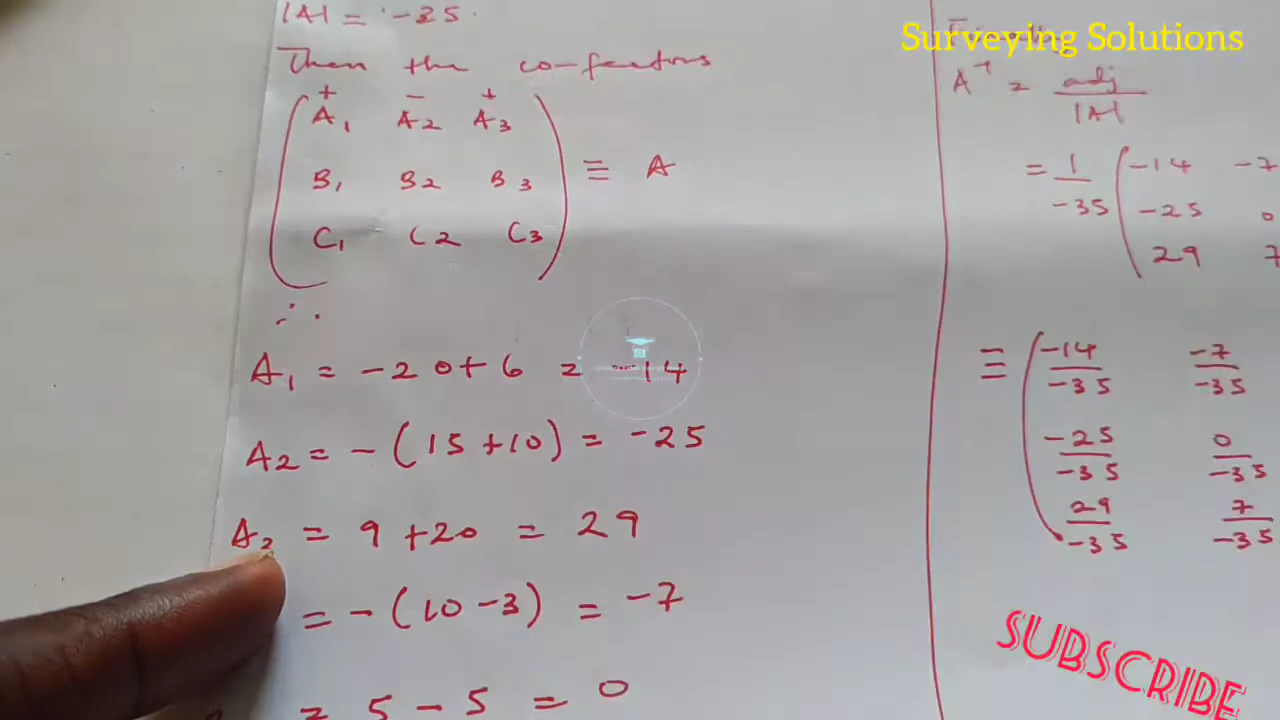 |A| = -35.
Then the co-factors
+ - +
A1 A2 A3
B1 B2 B3 ≡ A
C1 C2 C3
∴
A1 = -20+6 = -14
A2 = -(15+10) = -25
A3 = 9+20 = 29
= -(10-3) = -7
= 5-5 = 0
Surveying Solutions
A⁻¹ = adj
|A|
= 1 -14 -7
-35 -25 0
29 7
≡ -14 -7
-35 -35
-25 0
-35 -35
29 7
-35 -35
SUBSCRIBE